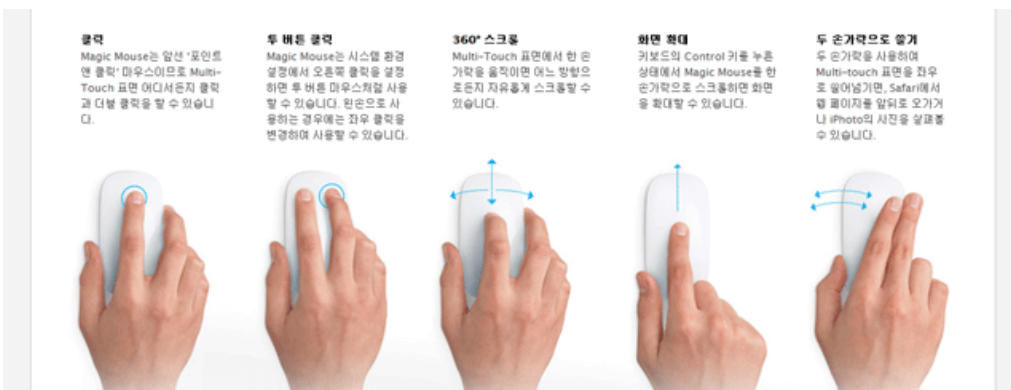 클릭
Magic Mouse는 앞선 '포인트
앤 클릭' 마우스이므로 Multi-
Touch 표면 어디서든지 클릭
과 더블 클릭을 할 수 있습니
다.
투 버튼 클릭
Magic Mouse는 시스템 환경
설정에서 오른쪽 클릭을 설정
하면 투 버튼 마우스처럼 사용
할 수 있습니다. 왼손으로 사
용하는 경우에는 좌우 클릭을
변경하여 사용할 수 있습니다.
360° 스크롤
Multi-Touch 표면에서 한 손
가락을 움직이면 어느 방향으
로든지 자유롭게 스크롤할 수
있습니다.
화면 확대
키보드의 Control 키를 누른
상태에서 Magic Mouse를 한
손가락으로 스크롤하면 화면
을 확대할 수 있습니다.
두 손가락으로 쓸기
두 손가락을 사용하여
Multi-touch 표면을 좌우
로 쓸어넘기면, Safari에서
웹 페이지를 앞뒤로 오가거
나 iPhoto의 사진을 살펴볼
수 있습니다.